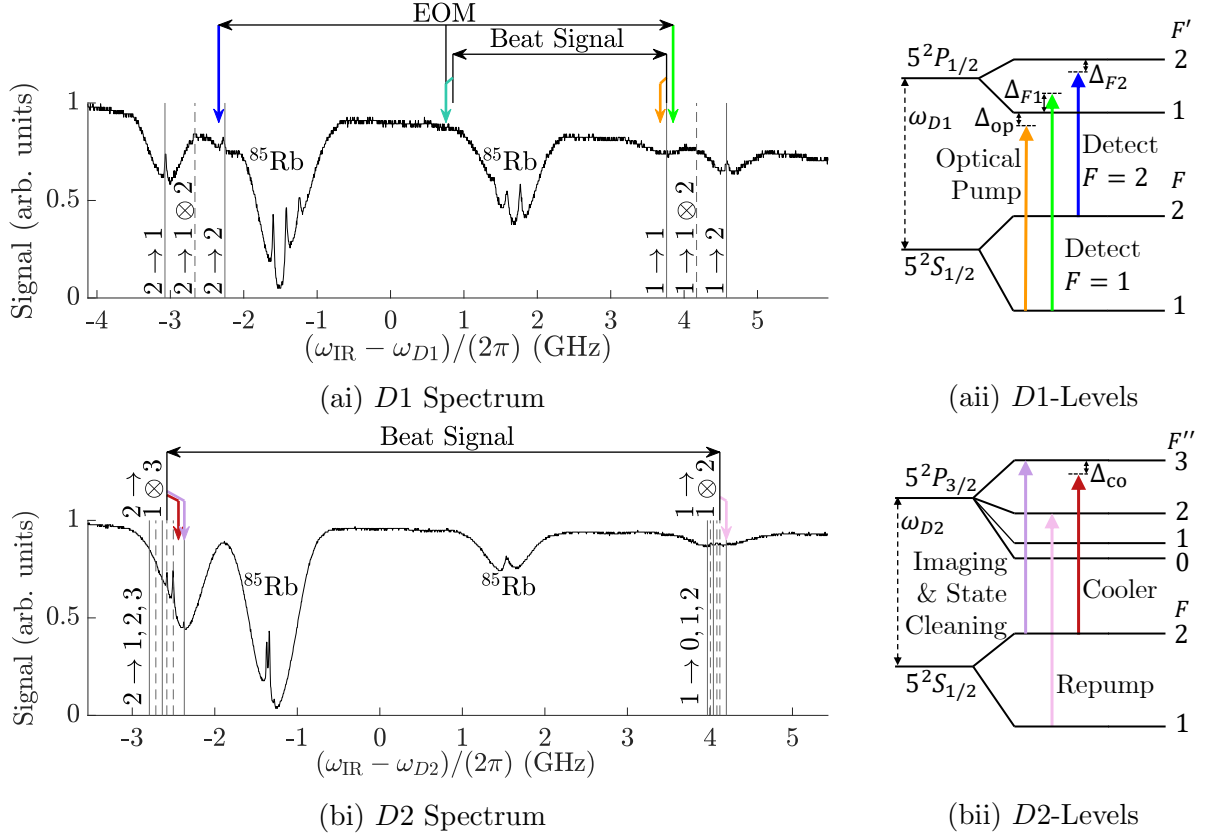 EOM
Beat Signal
Signal (arb. units)
1
0.5
0
⁸⁵Rb
⁸⁵Rb
2 → 1
2 → 1 ⊗ 2
2 → 2
1 → 1
1 → 1 ⊗ 2
1 → 2
-4 -3 -2 -1 0 1 2 3 4 5
(ω_IR − ω_D1)/(2π) (GHz)
(ai) D1 Spectrum
F′
5²P₁/₂
2
Δ_F2
Δ_F1
1
Δ_op
ω_D1
Optical
Pump
Detect
F = 2
F
2
5²S₁/₂
Detect
F = 1
1
(aii) D1-Levels
Beat Signal
2 →
1 ⊗ 3
1 →
1 ⊗ 2
Signal (arb. units)
1
0.5
0
⁸⁵Rb
⁸⁵Rb
2 → 1, 2, 3
1 → 0, 1, 2
-3 -2 -1 0 1 2 3 4 5
(ω_IR − ω_D2)/(2π) (GHz)
(bi) D2 Spectrum
F′′
3
5²P₃/₂
Δ_co
2
1
0
ω_D2
Imaging
& State
Cleaning
Cooler
F
2
5²S₁/₂
Repump
1
(bii) D2-Levels